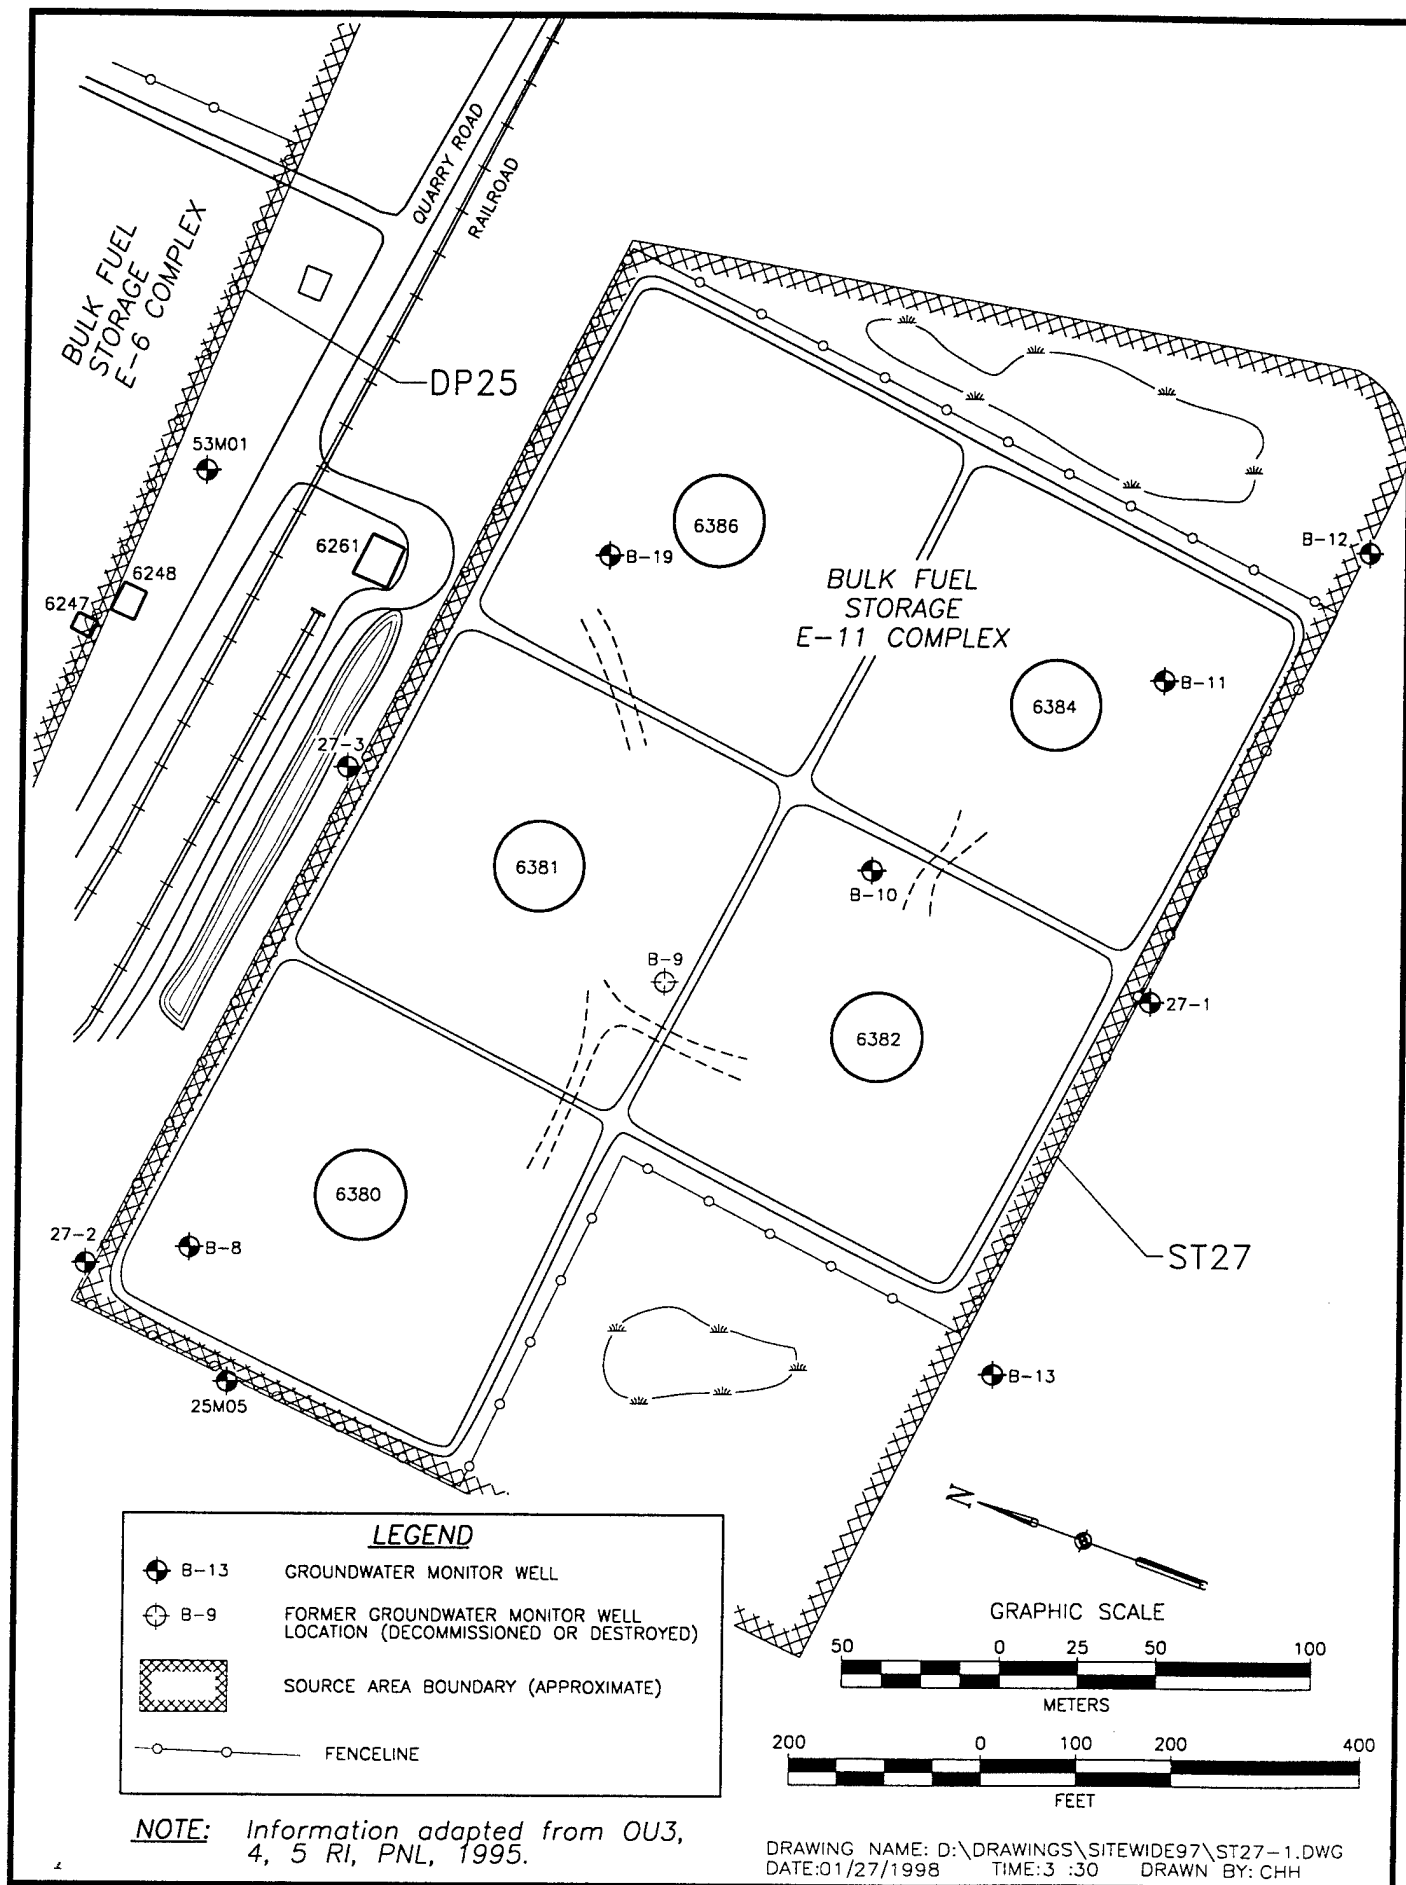 QUARRY ROAD
RAILROAD
BULK FUEL
STORAGE
E-6 COMPLEX
DP25
53M01
6386
B-19
B-12
6261
BULK FUEL
STORAGE
E-11 COMPLEX
6248
6247
B-11
6384
27-3
6381
B-10
B-9
27-1
6382
6380
27-2
B-8
ST27
B-13
25M05
N
LEGEND
B-13 GROUNDWATER MONITOR WELL
B-9 FORMER GROUNDWATER MONITOR WELL
LOCATION (DECOMMISSIONED OR DESTROYED)
SOURCE AREA BOUNDARY (APPROXIMATE)
FENCELINE
GRAPHIC SCALE
50 0 25 50 100
METERS
200 0 100 200 400
FEET
NOTE: Information adapted from OU3,
4, 5 RI, PNL, 1995.
DRAWING NAME: D:\DRAWINGS\SITEWIDE97\ST27-1.DWG
DATE:01/27/1998 TIME:3 :30 DRAWN BY: CHH